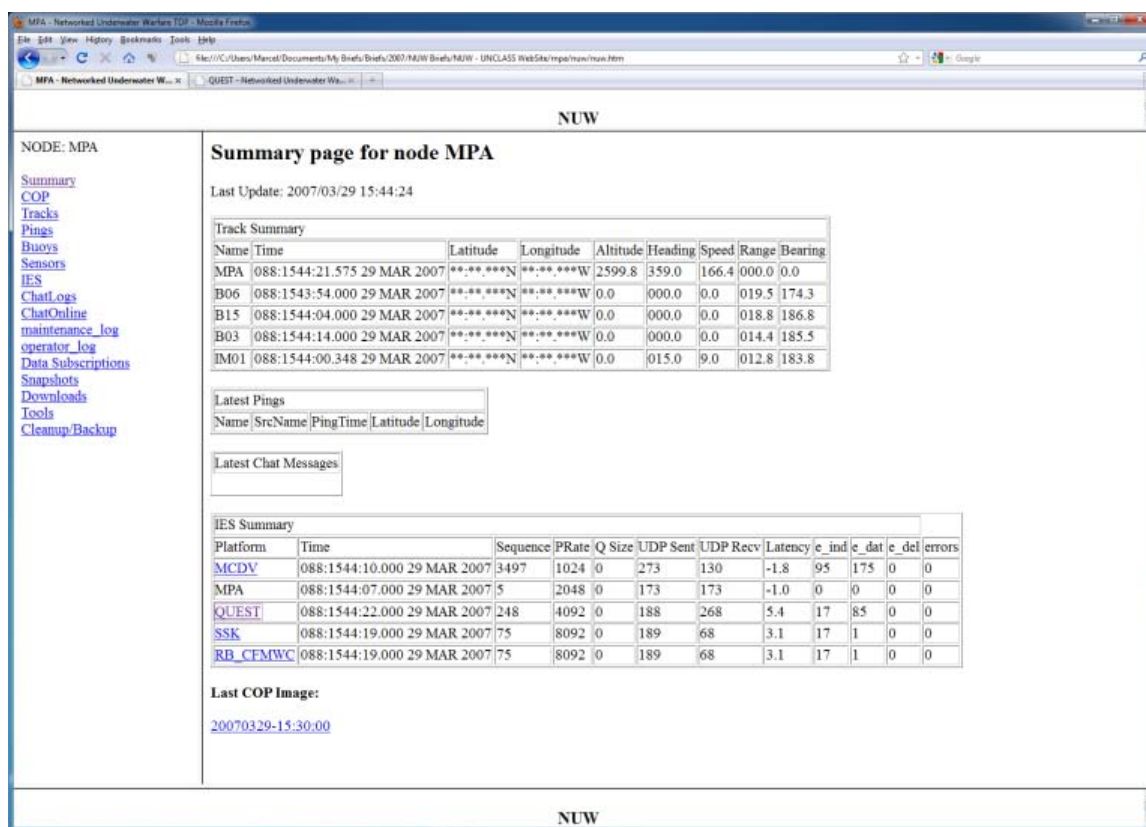 MPA - Networked Underwater Warfare TDP - Mozilla Firefox
File Edit View History Bookmarks Tools Help
file:///C:/Users/Marcel/Documents/My Briefs/Briefs/2007/NUW Briefs/NUW - UNCLASS WebSite/mpa/nuw/nuw.htm
Google
MPA - Networked Underwater W... × QUEST - Networked Underwater Wa... × +
NUW
NODE: MPA
Summary
COP
Tracks
Pings
Buoys
Sensors
IES
ChatLogs
ChatOnline
maintenance_log
operator_log
Data Subscriptions
Snapshots
Downloads
Tools
Cleanup/Backup
Summary page for node MPA
Last Update: 2007/03/29 15:44:24
Track Summary
Name Time Latitude Longitude Altitude Heading Speed Range Bearing
MPA 088:1544:21.575 29 MAR 2007 **:**.***N **:**.***W 2599.8 359.0 166.4 000.0 0.0
B06 088:1543:54.000 29 MAR 2007 **:**.***N **:**.***W 0.0 000.0 0.0 019.5 174.3
B15 088:1544:04.000 29 MAR 2007 **:**.***N **:**.***W 0.0 000.0 0.0 018.8 186.8
B03 088:1544:14.000 29 MAR 2007 **:**.***N **:**.***W 0.0 000.0 0.0 014.4 185.5
IM01 088:1544:00.348 29 MAR 2007 **:**.***N **:**.***W 0.0 015.0 9.0 012.8 183.8
Latest Pings
Name SrcName PingTime Latitude Longitude
Latest Chat Messages
IES Summary
Platform Time Sequence PRate Q Size UDP Sent UDP Recv Latency e_ind e_dat e_del errors
MCDV 088:1544:10.000 29 MAR 2007 3497 1024 0 273 130 -1.8 95 175 0 0
MPA 088:1544:07.000 29 MAR 2007 5 2048 0 173 173 -1.0 0 0 0 0
QUEST 088:1544:22.000 29 MAR 2007 248 4092 0 188 268 5.4 17 85 0 0
SSK 088:1544:19.000 29 MAR 2007 75 8092 0 189 68 3.1 17 1 0 0
RB_CFMWC 088:1544:19.000 29 MAR 2007 75 8092 0 189 68 3.1 17 1 0 0
Last COP Image:
20070329-15:30:00
NUW